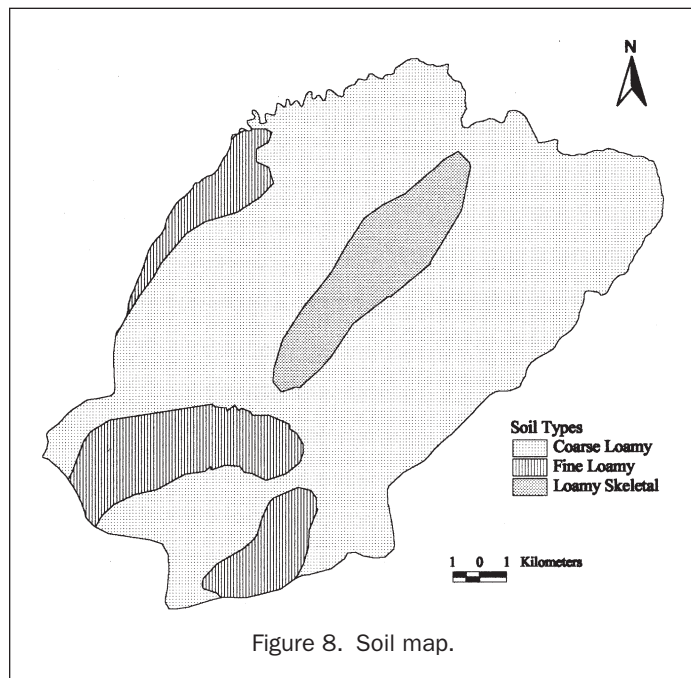 N
Soil Types
Coarse Loamy
Fine Loamy
Loamy Skeletal
1 0 1 Kilometers
Figure 8. Soil map.